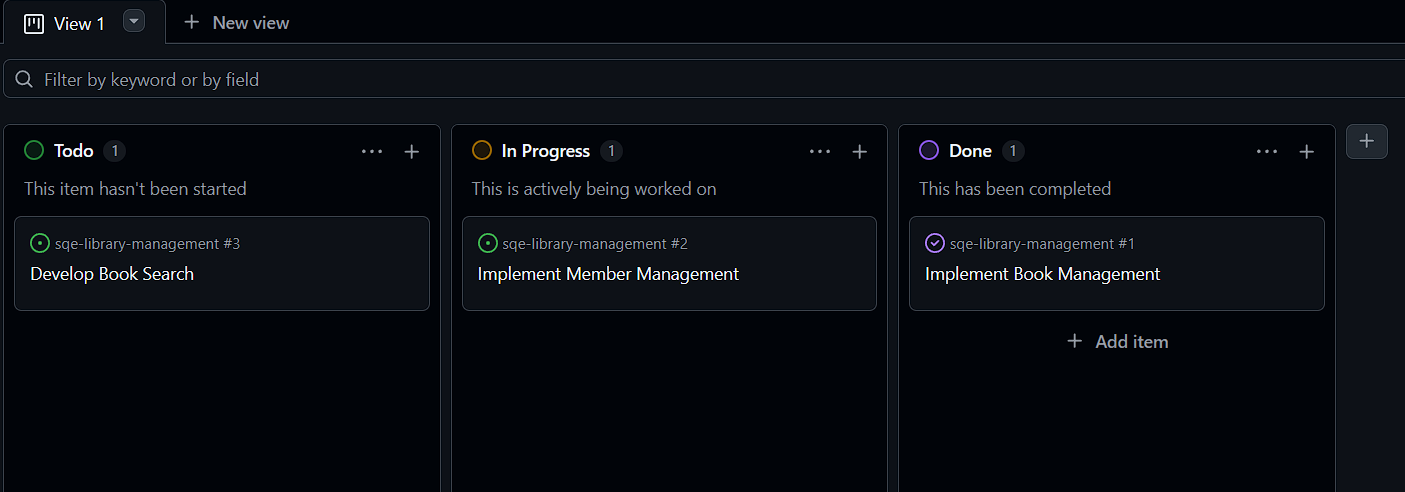 View 1
New view
Filter by keyword or by field
Todo 1
This item hasn't been started
sqe-library-management #3
Develop Book Search
In Progress 1
This is actively being worked on
sqe-library-management #2
Implement Member Management
Done 1
This has been completed
sqe-library-management #1
Implement Book Management
Add item